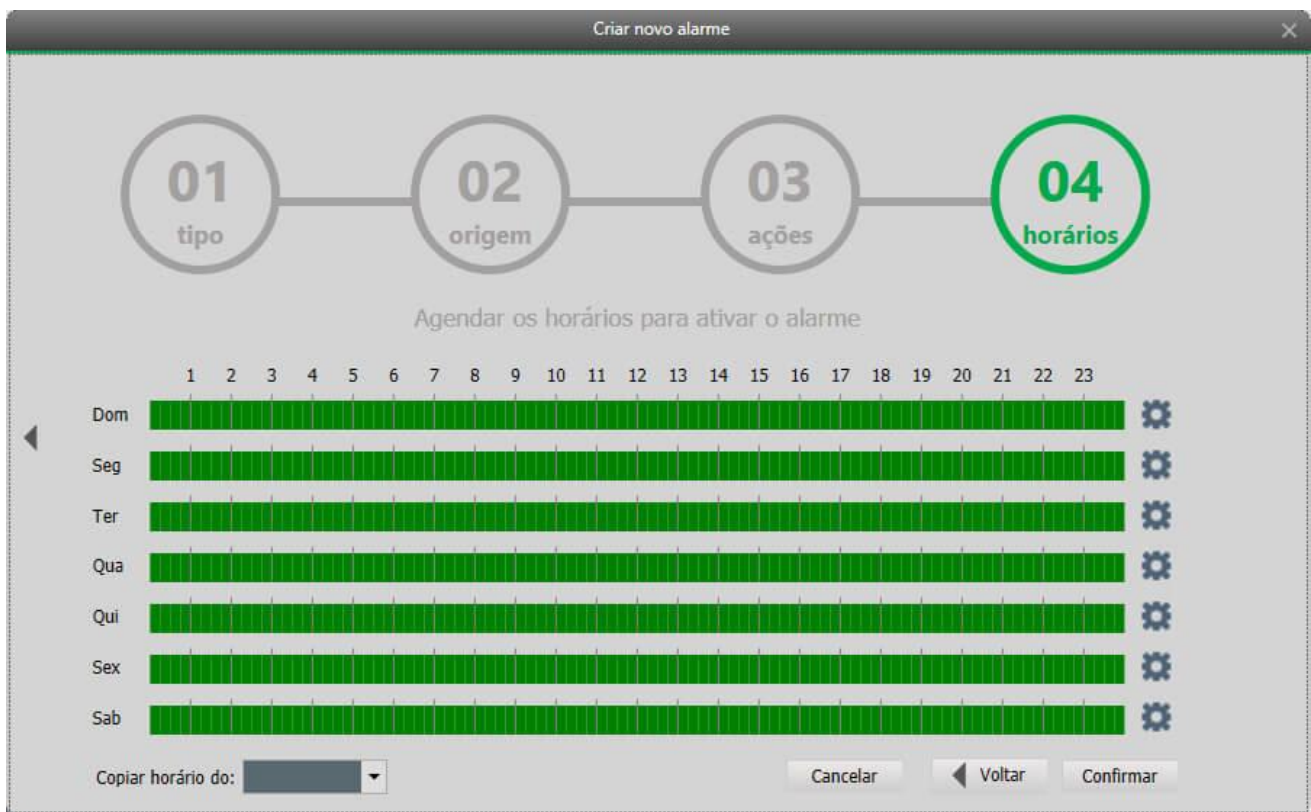 Criar novo alarme
01 02 03 04
tipo origem ações horários
Agendar os horários para ativar o alarme
1 2 3 4 5 6 7 8 9 10 11 12 13 14 15 16 17 18 19 20 21 22 23
Dom
Seg
Ter
Qua
Qui
Sex
Sab
Copiar horário do: Cancelar Voltar Confirmar